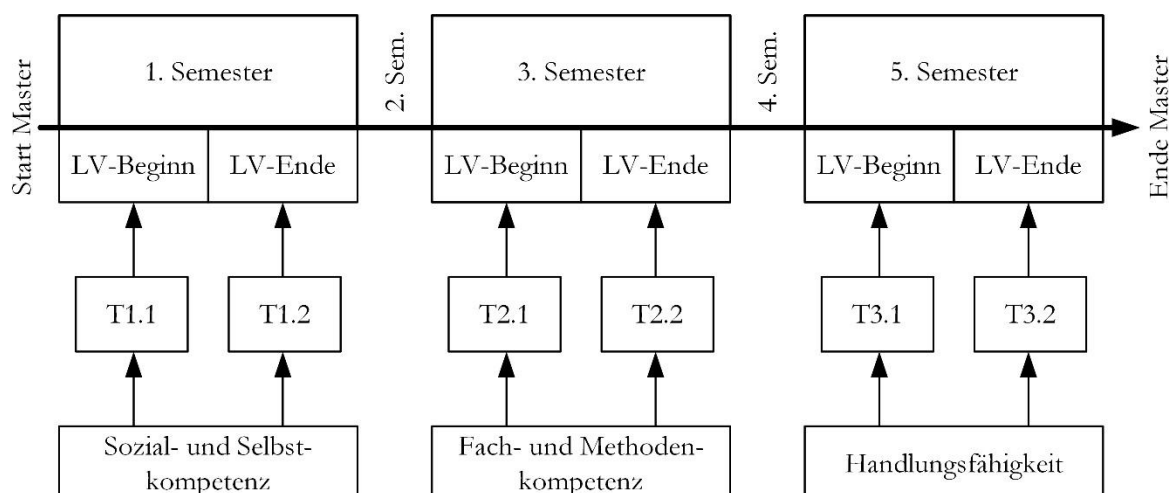 Start Master
1. Semester
2. Sem.
3. Semester
4. Sem.
5. Semester
Ende Master
LV-Beginn
LV-Ende
LV-Beginn
LV-Ende
LV-Beginn
LV-Ende
T1.1
T1.2
T2.1
T2.2
T3.1
T3.2
Sozial- und Selbst-
kompetenz
Fach- und Methoden-
kompetenz
Handlungsfähigkeit